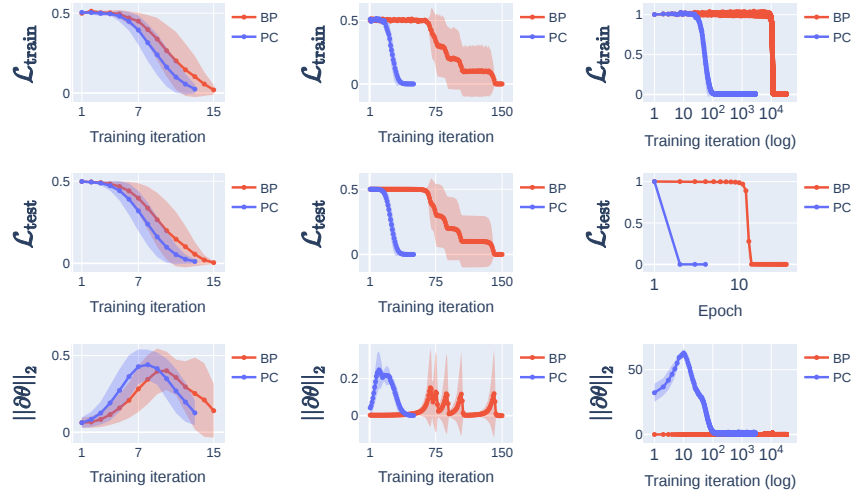 0.5
0
ℒtrain
1 7 15
Training iteration
BP
PC
0.5
0
ℒtrain
1 75 150
Training iteration
BP
PC
1
0.5
0
ℒtrain
1 10 10² 10³ 10⁴
Training iteration (log)
BP
PC
0.5
0
ℒtest
1 7 15
Training iteration
BP
PC
0.5
0
ℒtest
1 75 150
Training iteration
BP
PC
1
0.5
0
ℒtest
1 10
Epoch
BP
PC
0.5
0
||∂θ||₂
1 7 15
Training iteration
BP
PC
0.2
0
||∂θ||₂
1 75 150
Training iteration
BP
PC
50
0
||∂θ||₂
1 10 10² 10³ 10⁴
Training iteration (log)
BP
PC